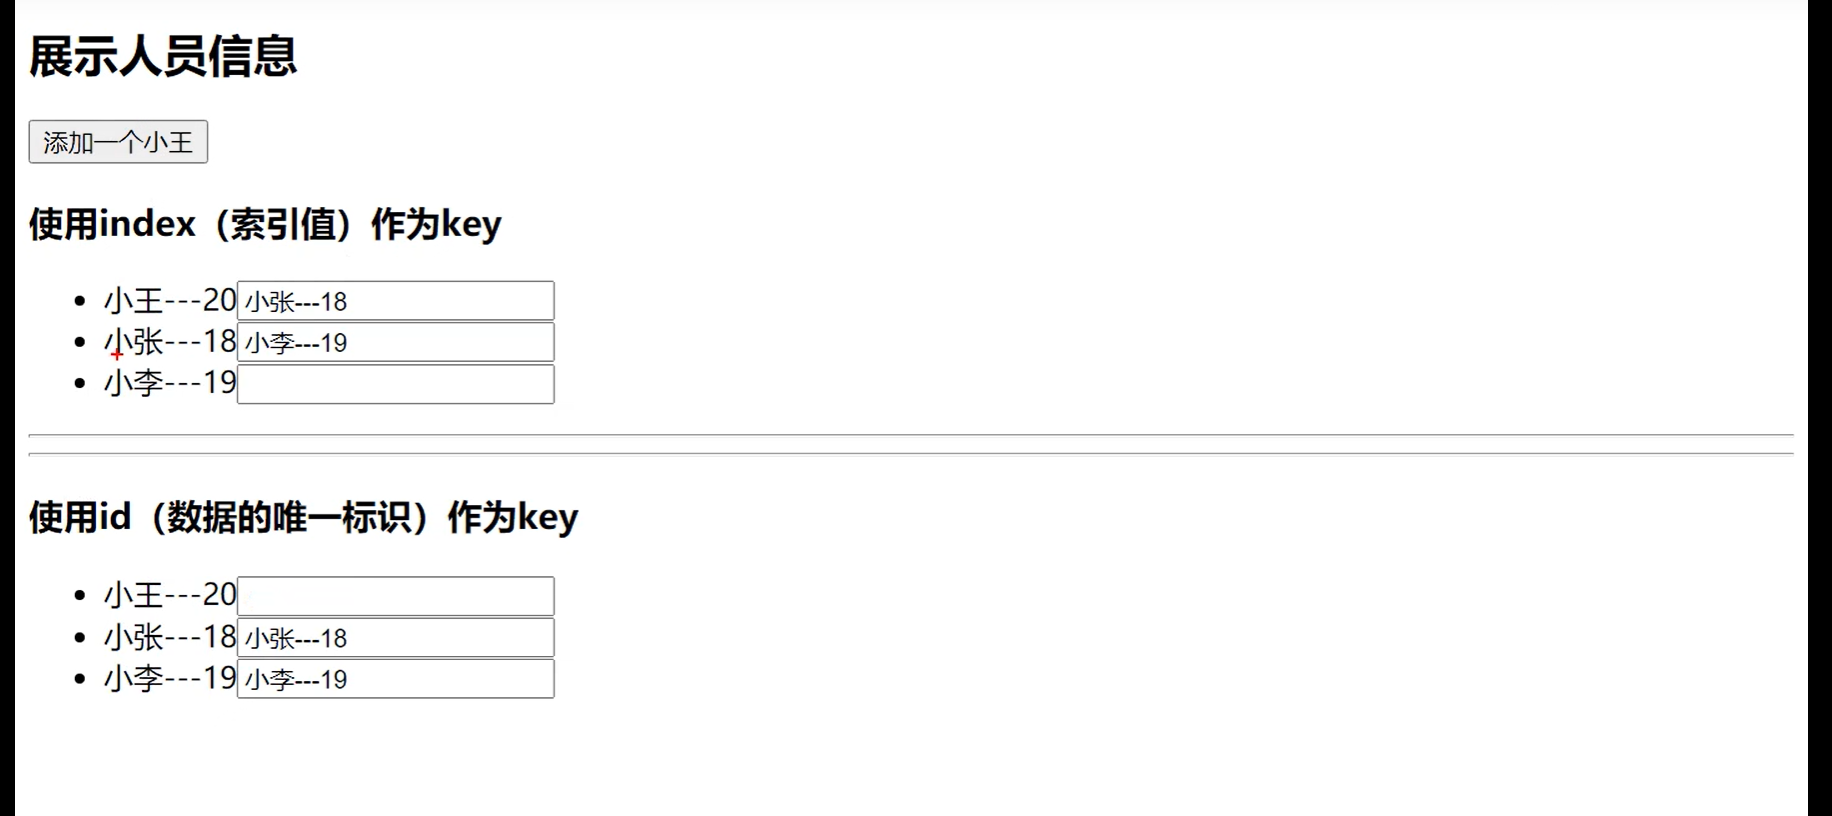 展示人员信息
添加一个小王
使用index（索引值）作为key
小王---20 小张---18
小张---18 小李---19
小李---19
使用id（数据的唯一标识）作为key
小王---20
小张---18 小张---18
小李---19 小李---19